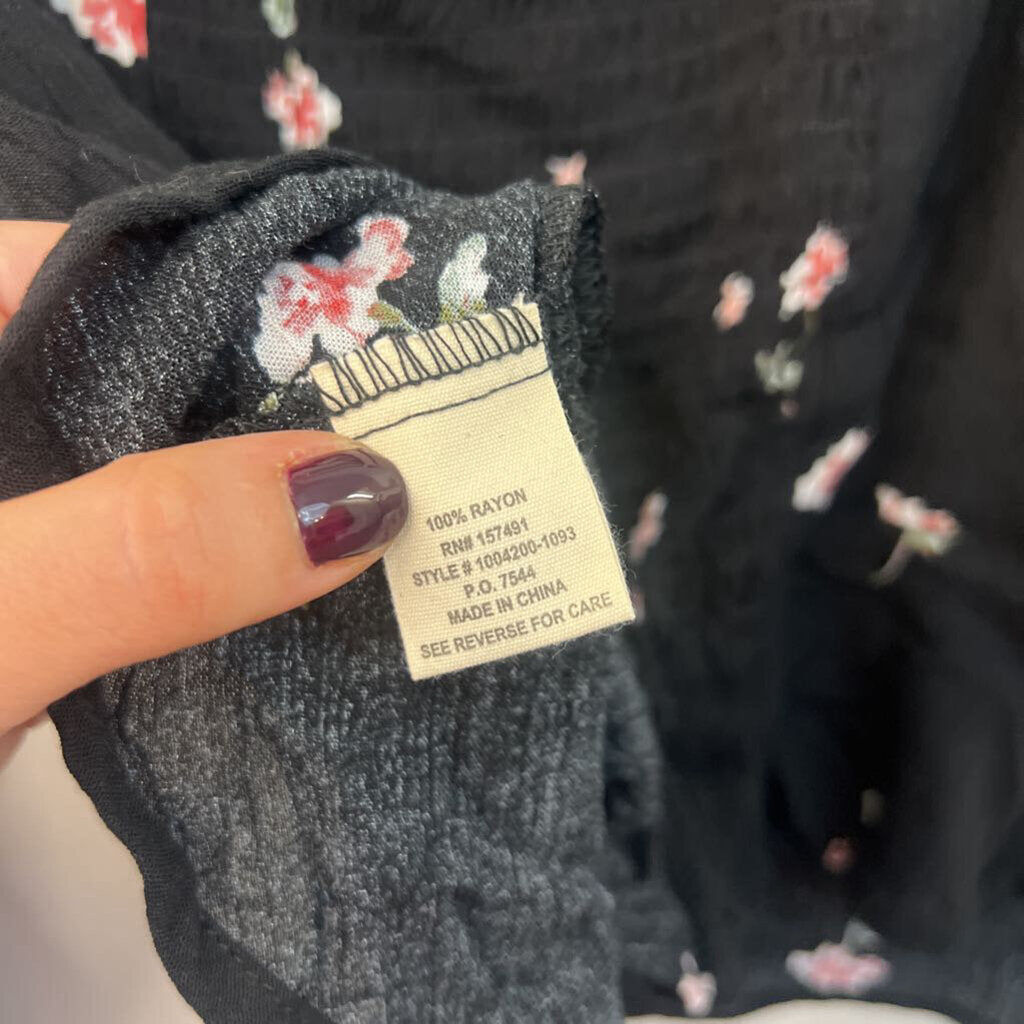 100% RAYON
RN# 157491
STYLE # 1004200-1093
P.O. 7544
MADE IN CHINA
SEE REVERSE FOR CARE